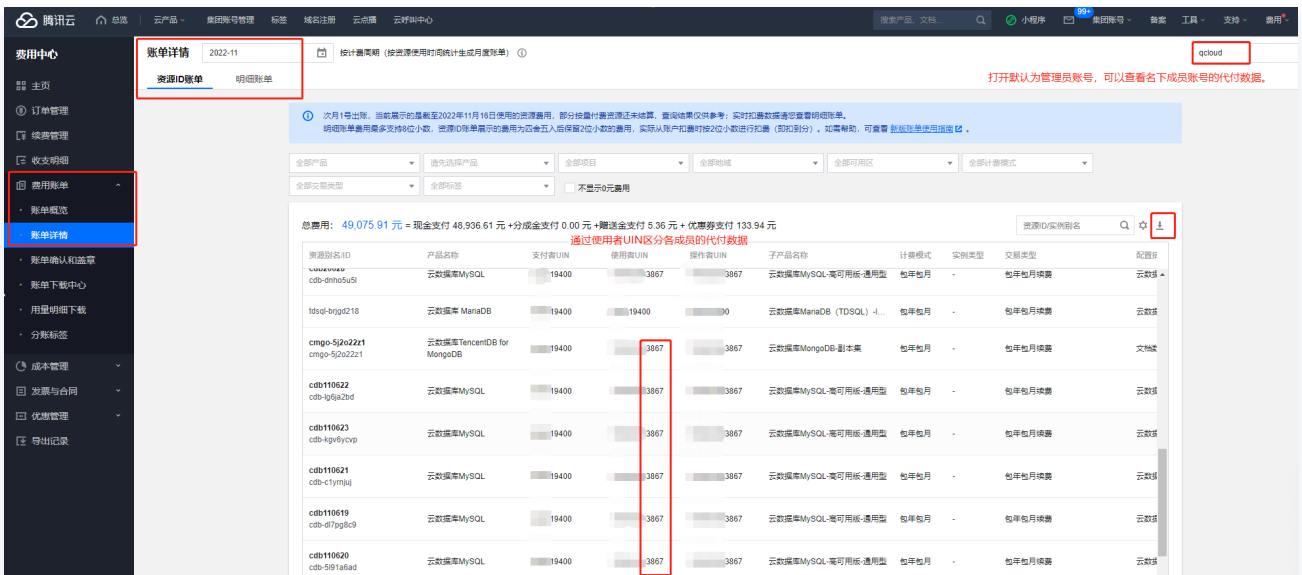 腾讯云 总览 云产品 集团账号管理 标签 域名注册 云点播 云呼叫中心 搜索产品、文档... 小程序 99+ 集团账号 备案 工具 支持 费用
费用中心
主页
订单管理
续费管理
收支明细
费用账单
账单概览
账单详情
账单确认和盖章
账单下载中心
用量明细下载
分账标签
成本管理
发票与合同
优惠管理
导出记录
账单详情 2022-11 按计费周期（按资源使用时间统计生成月度账单） qcloud
资源ID账单 明细账单
打开默认为管理员账号，可以查看名下成员账号的代付数据。
次月1号出账，当前展示的是截至2022年11月16日使用的资源费用，部分按量付费资源还未结算，查询结果仅供参考；实时扣费数据请您查看明细账单。
明细账单费用最多支持8位小数，资源ID账单展示的费用为四舍五入后保留2位小数的费用，实际从账户扣费时按2位小数进行扣费（即扣到分）。如需帮助，可查看 新版账单使用指南 。
全部产品 请先选择产品 全部项目 全部地域 全部可用区 全部计费模式
全部交易类型 全部标签 不显示0元费用
总费用： 49,075.91 元 = 现金支付 48,936.61 元 +分成金支付 0.00 元 +赠送金支付 5.36 元 + 优惠券支付 133.94 元 资源ID/实例别名
通过使用者UIN区分各成员的代付数据
资源别名/ID 产品名称 支付者UIN 使用者UIN 操作者UIN 子产品名称 计费模式 实例类型 交易类型 配置描
cdb-dnho5u5l 云数据库MySQL 19400 3867 3867 云数据库MySQL-高可用版-通用型 包年包月 - 包年包月续费 云数据
tdsql-brjgd218 云数据库 MariaDB 19400 19400 00 云数据库MariaDB（TDSQL）-I... 包年包月 - 包年包月续费 云数据
cmgo-5j2o22z1
cmgo-5j2o22z1 云数据库TencentDB for MongoDB 19400 3867 3867 云数据库MongoDB-副本集 包年包月 - 包年包月续费 文档数
cdb110622
cdb-lg6ja2bd 云数据库MySQL 19400 3867 3867 云数据库MySQL-高可用版-通用型 包年包月 - 包年包月续费 云数据
cdb110623
cdb-kgv6ycvp 云数据库MySQL 19400 3867 3867 云数据库MySQL-高可用版-通用型 包年包月 - 包年包月续费 云数据
cdb110621
cdb-c1yrnjuj 云数据库MySQL 19400 3867 3867 云数据库MySQL-高可用版-通用型 包年包月 - 包年包月续费 云数据
cdb110619
cdb-dl7pg8c9 云数据库MySQL 19400 3867 3867 云数据库MySQL-高可用版-通用型 包年包月 - 包年包月续费 云数据
cdb110620
cdb-5l91a6ad 云数据库MySQL 19400 3867 3867 云数据库MySQL-高可用版-通用型 包年包月 - 包年包月续费 云数据